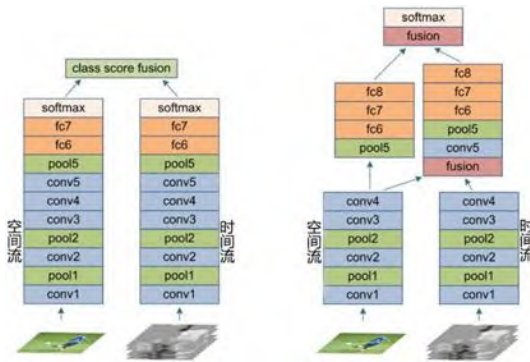 class score fusion
softmax
fc7
fc6
pool5
conv5
conv4
conv3
pool2
conv2
pool1
conv1
空间流
softmax
fc7
fc6
pool5
conv5
conv4
conv3
pool2
conv2
pool1
conv1
时间流
softmax
fusion
fc8
fc7
fc6
pool5
fc8
fc7
fc6
pool5
conv5
fusion
conv4
conv3
pool2
conv2
pool1
conv1
空间流
conv4
conv3
pool2
conv2
pool1
conv1
时间流